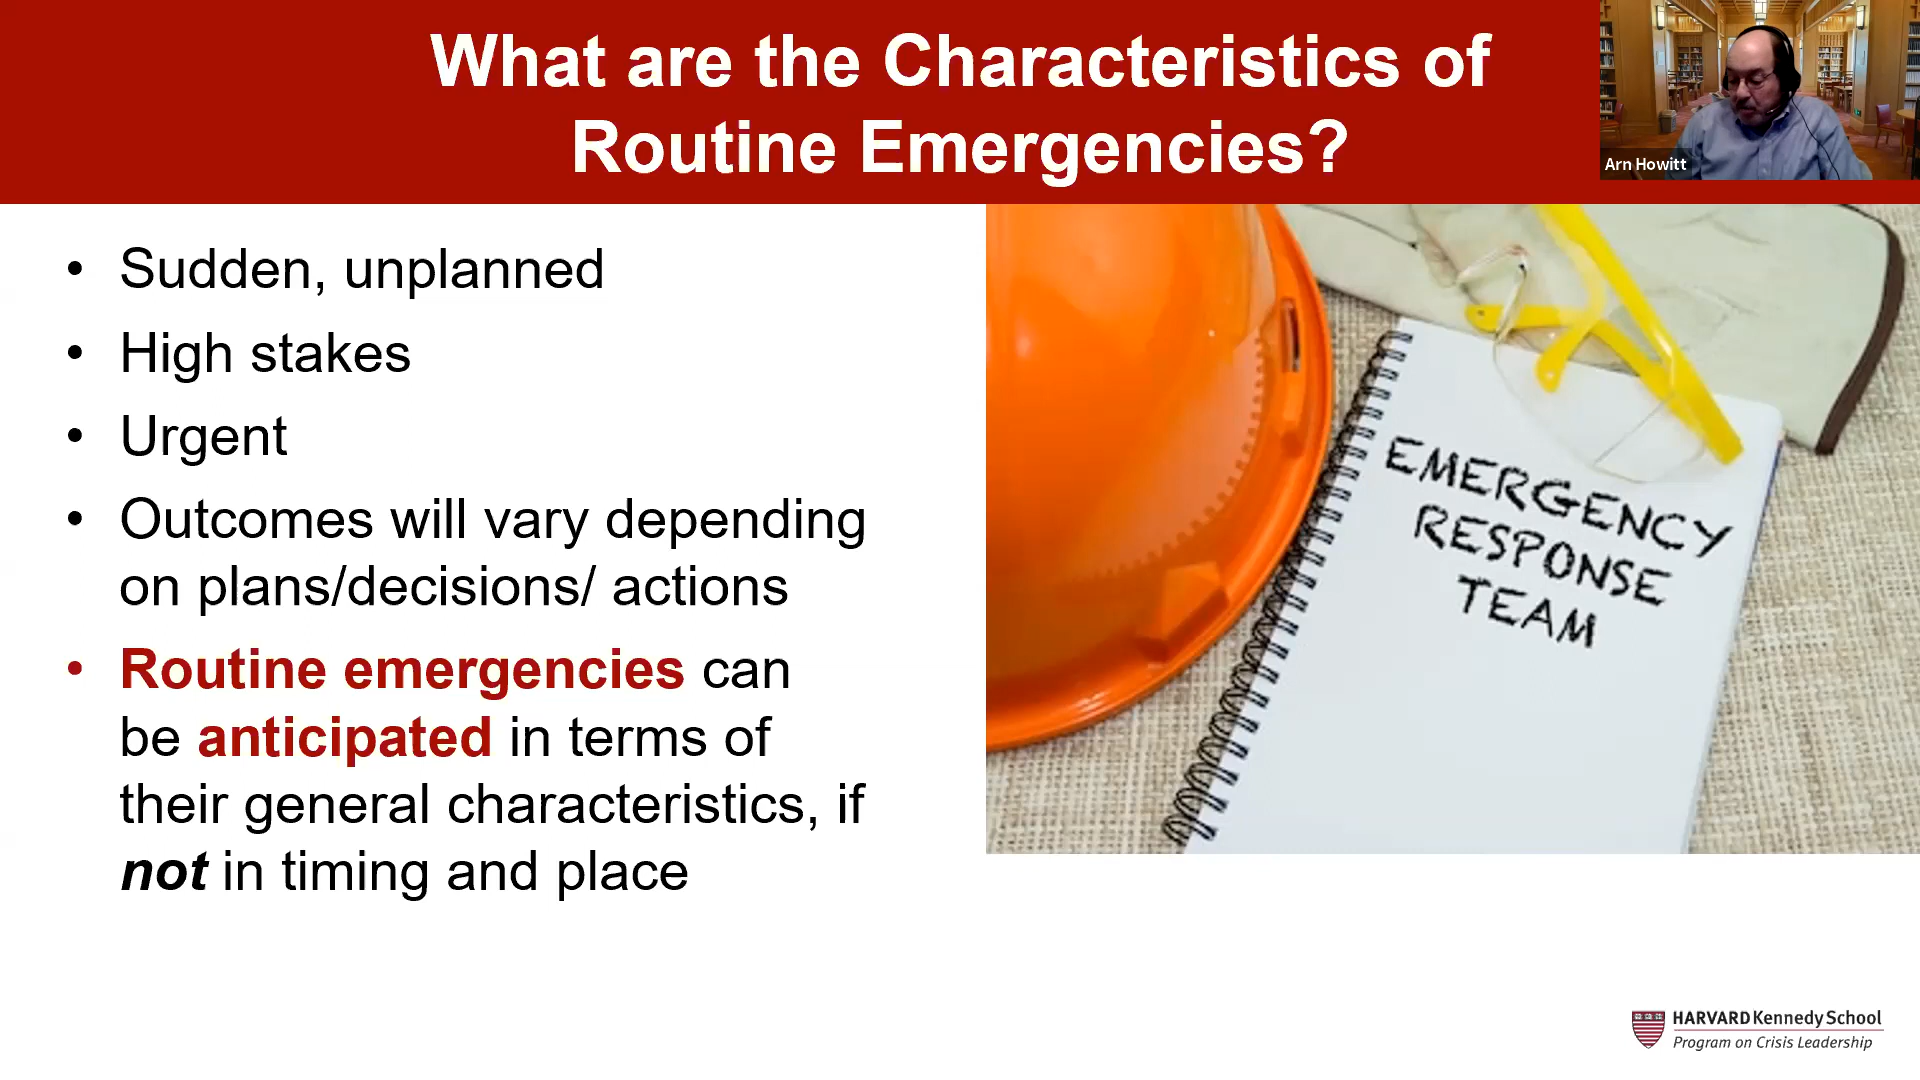 What are the Characteristics of
Routine Emergencies?
Arn Howitt
• Sudden, unplanned
• High stakes
• Urgent
• Outcomes will vary depending
on plans/decisions/ actions
• Routine emergencies can
be anticipated in terms of
their general characteristics, if
not in timing and place
EMERGENCY
RESPONSE
TEAM
HARVARD Kennedy School
Program on Crisis Leadership